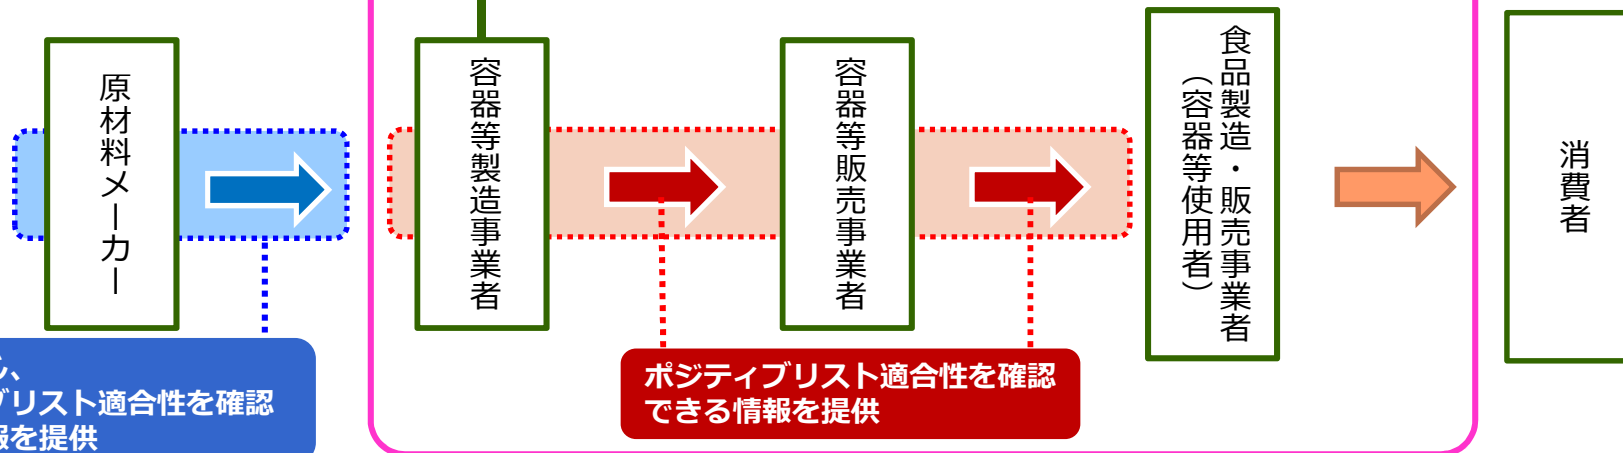 原材料メーカー
容器等製造事業者
容器等販売事業者
食品製造・販売事業者
（容器等使用者）
消費者
し、
ブリスト適合性を確認
報を提供
ポジティブリスト適合性を確認
できる情報を提供